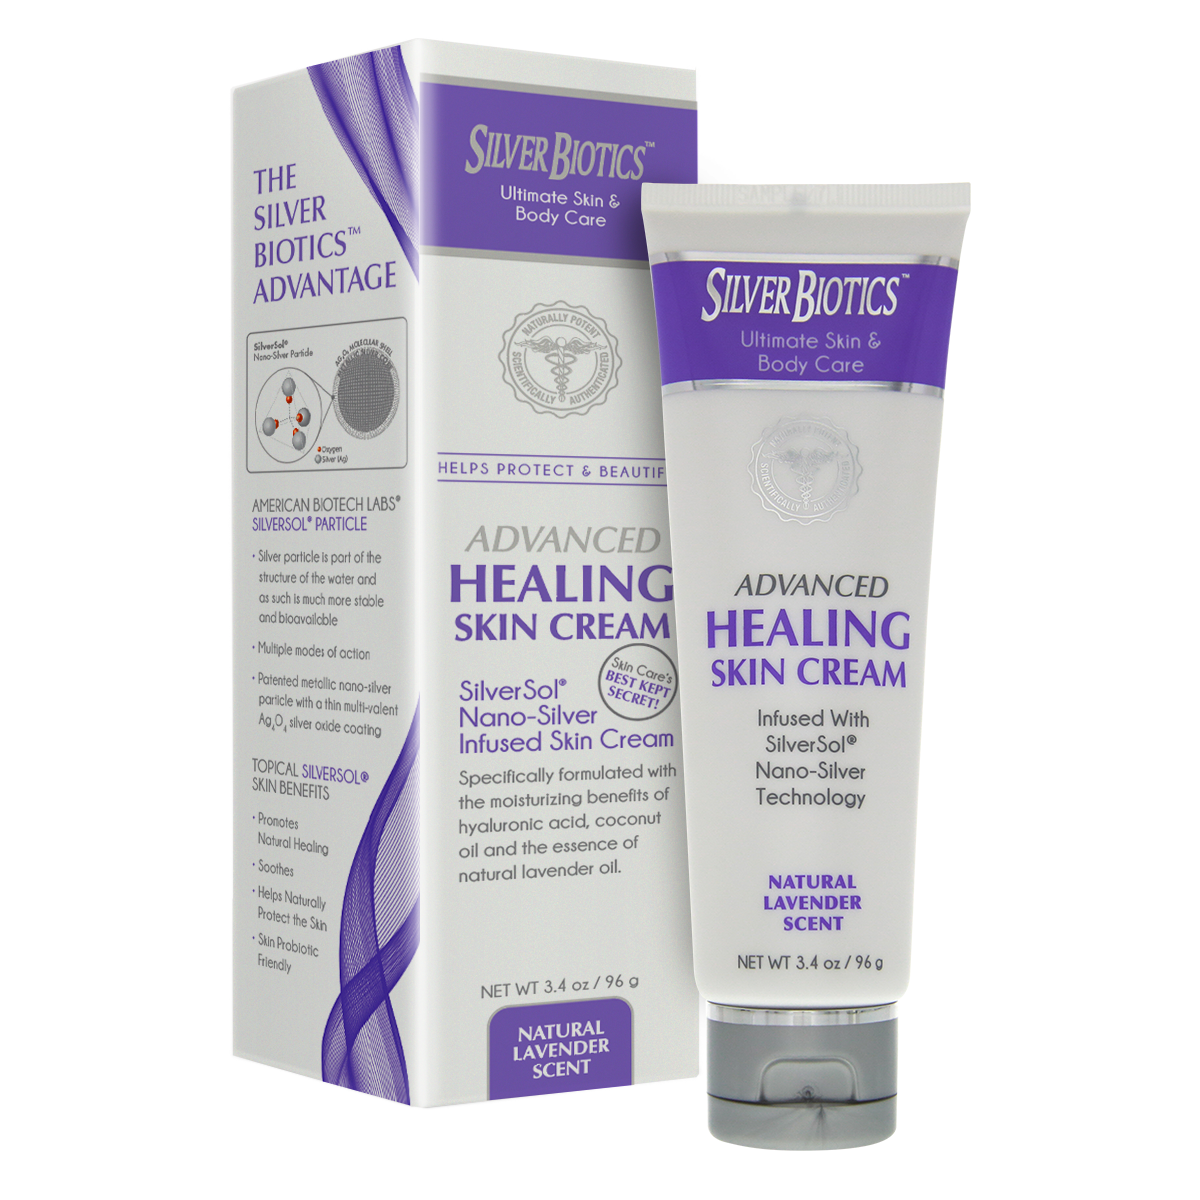 THE
SILVER
BIOTICS™
ADVANTAGE
SilverSol®
Nano-Silver Particle
Oxygen
Silver (Ag)
AMERICAN BIOTECH LABS®
SILVERSOL® PARTICLE
• Silver particle is part of the
structure of the water and
as such is much more stable
and bioavailable
• Multiple modes of action
• Patented metallic nano-silver
particle with a thin multi-valent
Ag₄O₄ silver oxide coating
TOPICAL SILVERSOL®
SKIN BENEFITS
• Promotes
Natural Healing
• Soothes
• Helps Naturally
Protect the Skin
• Skin Probiotic
Friendly
SILVER BIOTICS™
Ultimate Skin &
Body Care
NATURALLY POTENT
SCIENTIFICALLY AUTHENTICATED
HELPS PROTECT & BEAUTIF
ADVANCED
HEALING
SKIN CREAM
Skin Care's
BEST KEPT
SECRET!
SilverSol®
Nano-Silver
Infused Skin Cream
Specifically formulated with
the moisturizing benefits of
hyaluronic acid, coconut
oil and the essence of
natural lavender oil.
NET WT 3.4 oz / 96 g
NATURAL
LAVENDER
SCENT
SILVER BIOTICS™
Ultimate Skin &
Body Care
NATURALLY POTENT
SCIENTIFICALLY AUTHENTICATED
ADVANCED
HEALING
SKIN CREAM
Infused With
SilverSol®
Nano-Silver
Technology
NATURAL
LAVENDER
SCENT
NET WT 3.4 oz / 96 g